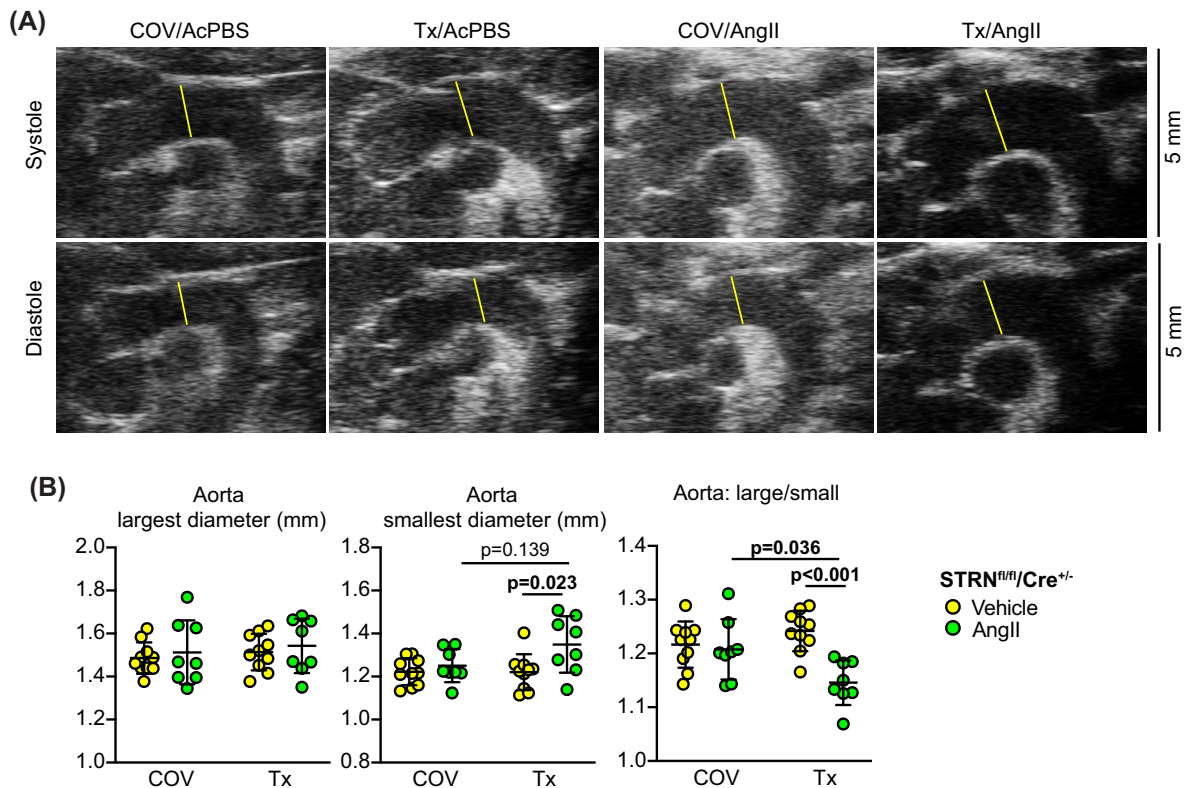 (A)
COV/AcPBS
Tx/AcPBS
COV/AngII
Tx/AngII
Systole
5 mm
Diastole
5 mm
(B)
Aorta
largest diameter (mm)
2.0
1.8
1.6
1.4
1.2
1.0
COV
Tx
Aorta
smallest diameter (mm)
1.8
1.6
1.4
1.2
1.0
0.8
p=0.139
p=0.023
COV
Tx
Aorta: large/small
1.4
1.3
1.2
1.1
1.0
p=0.036
p<0.001
COV
Tx
STRNfl/fl/Cre+/-
Vehicle
AngII